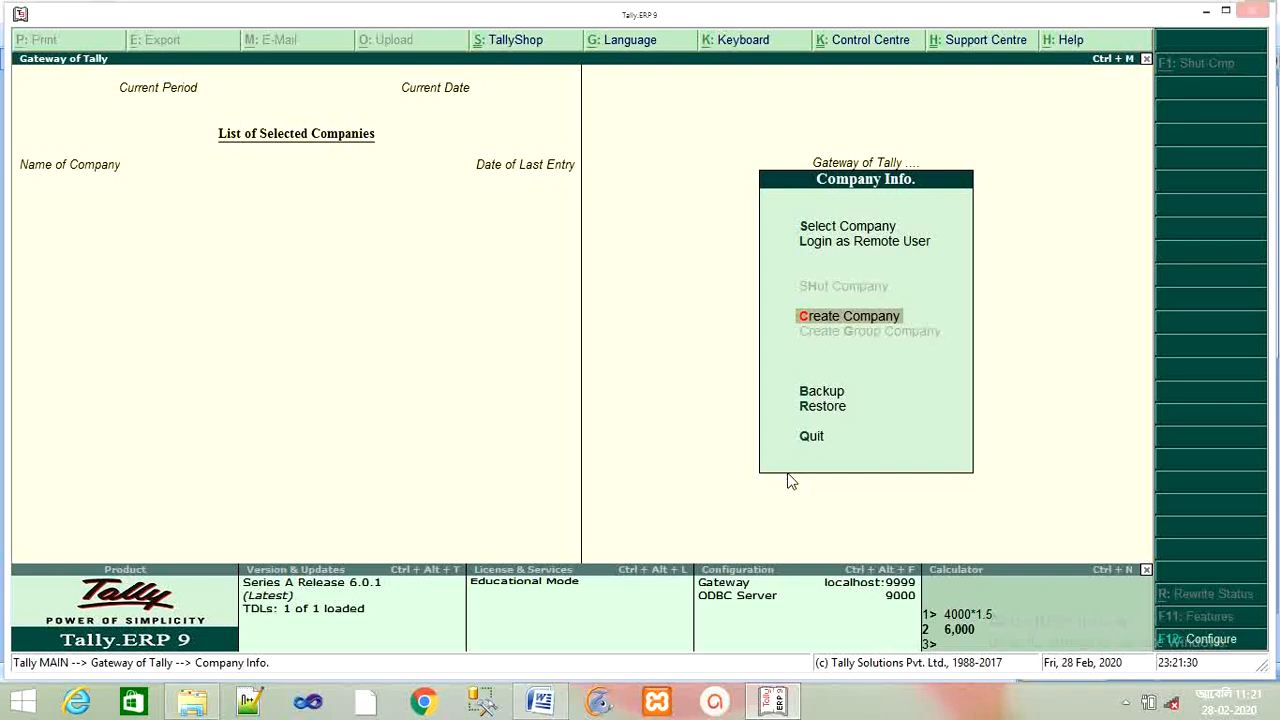 Tally.ERP 9
P: Print
E: Export
M: E-Mail
O: Upload
S: TallyShop
G: Language
K: Keyboard
K: Control Centre
H: Support Centre
H: Help
Gateway of Tally
Ctrl + M
F1: Shut Cmp
Current Period
Current Date
List of Selected Companies
Name of Company
Date of Last Entry
Gateway of Tally ....
Company Info.
Select Company
Login as Remote User
SHut Company
Create Company
Create Group Company
Backup
Restore
Quit
Product
Tally
POWER OF SIMPLICITY
Tally.ERP 9
Version & Updates
Ctrl + Alt + T
Series A Release 6.0.1
(Latest)
TDLs: 1 of 1 loaded
License & Services
Ctrl + Alt + L
Educational Mode
Configuration
Ctrl + Alt + F
Gateway
localhost:9999
ODBC Server
9000
Calculator
Ctrl + N
1> 4000*1.5
2 6,000
3>
R: Rewrite Status
F11: Features
F12: Configure
Tally MAIN --> Gateway of Tally --> Company Info.
(c) Tally Solutions Pvt. Ltd., 1988-2017
Fri, 28 Feb, 2020
23:21:30
Tally
ERP 9
11:21
28-02-2020